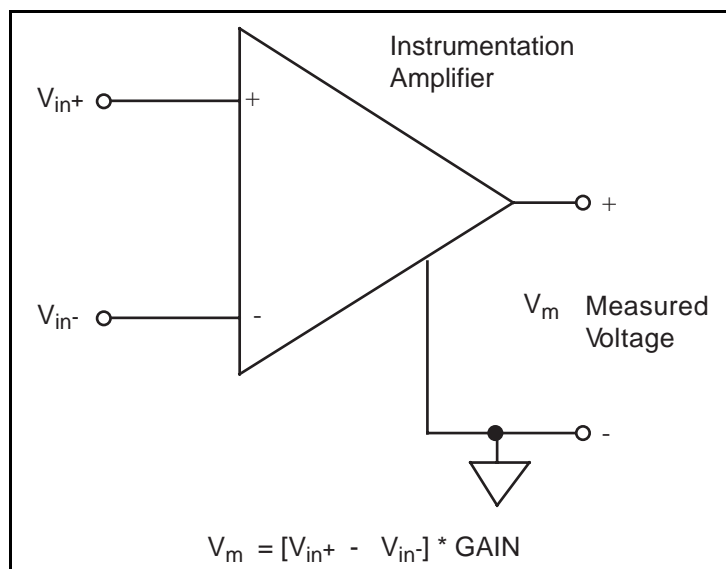 Instrumentation
Amplifier
Vin+
+
+
Vin-
-
Vm Measured
Voltage
-
Vm = [Vin+ - Vin-] * GAIN